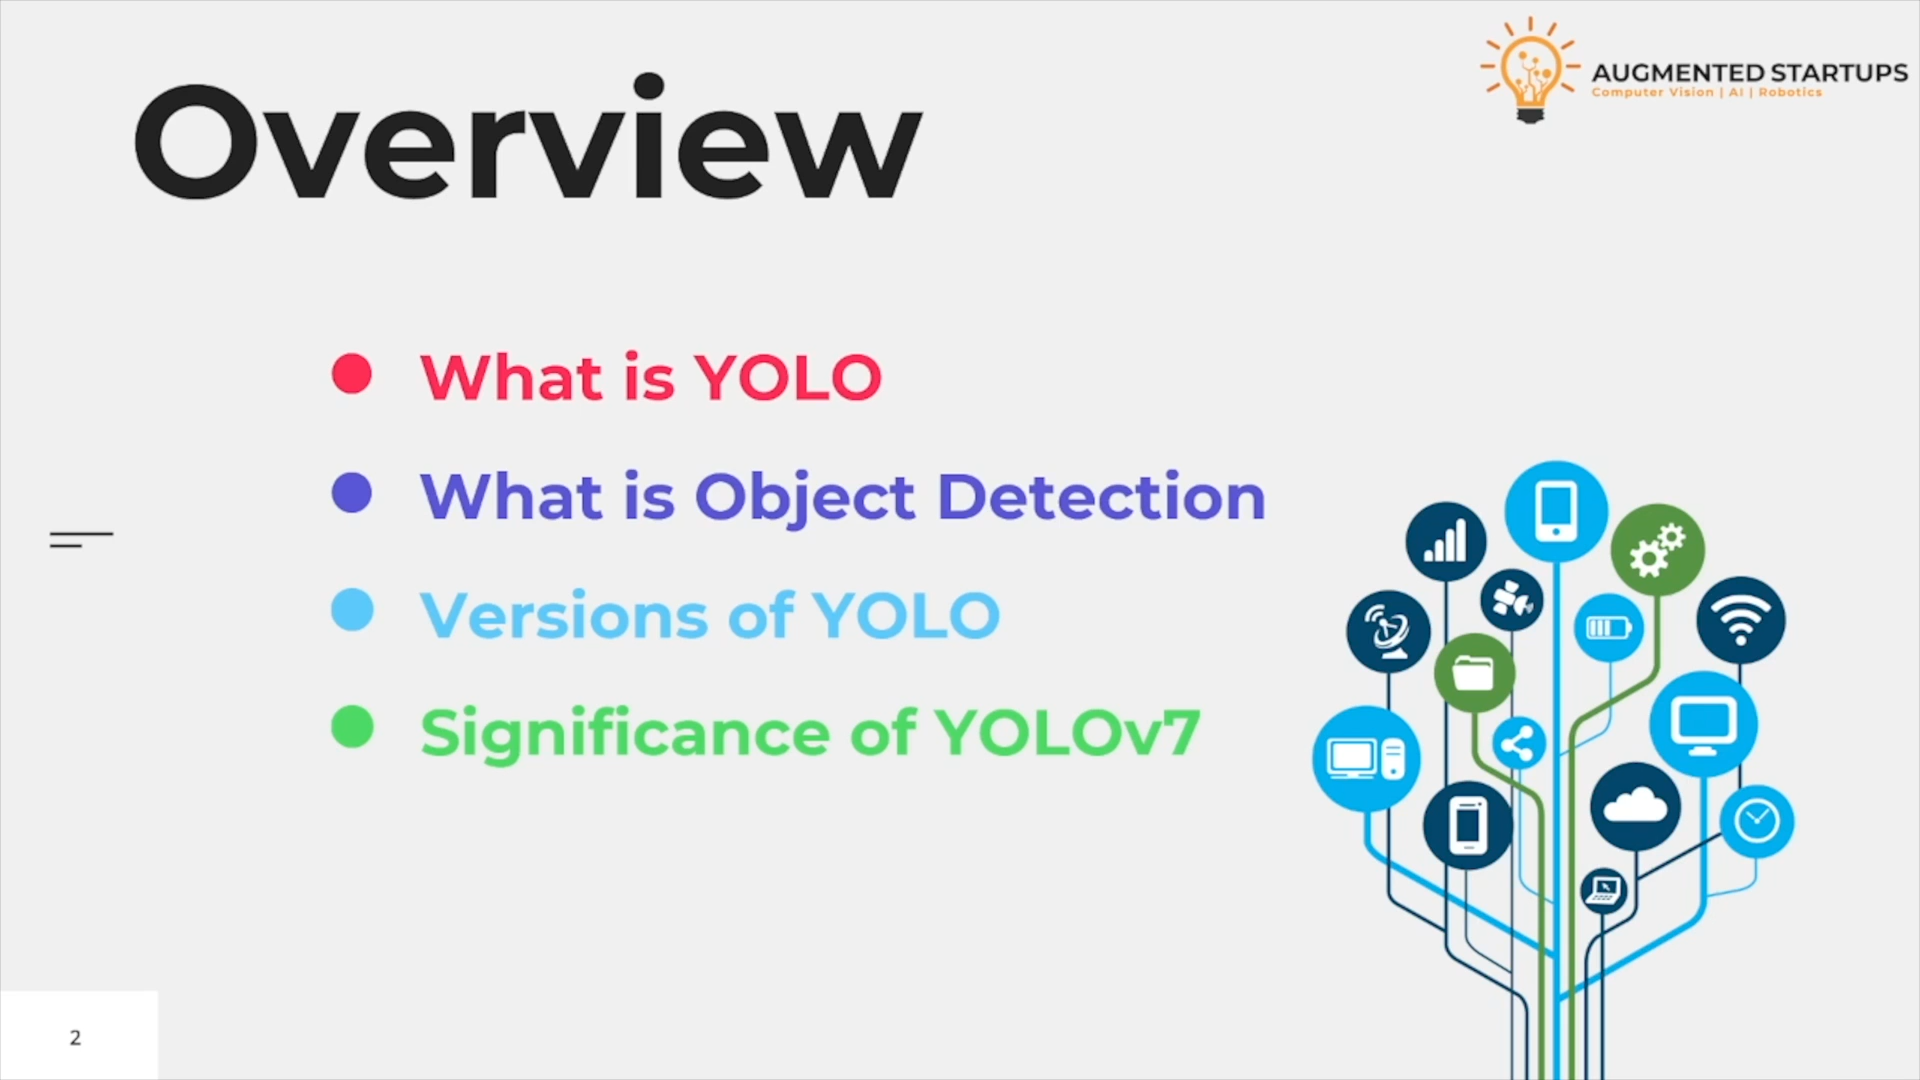 Overview
AUGMENTED STARTUPS
Computer Vision | AI | Robotics
What is YOLO
What is Object Detection
Versions of YOLO
Significance of YOLOv7
2